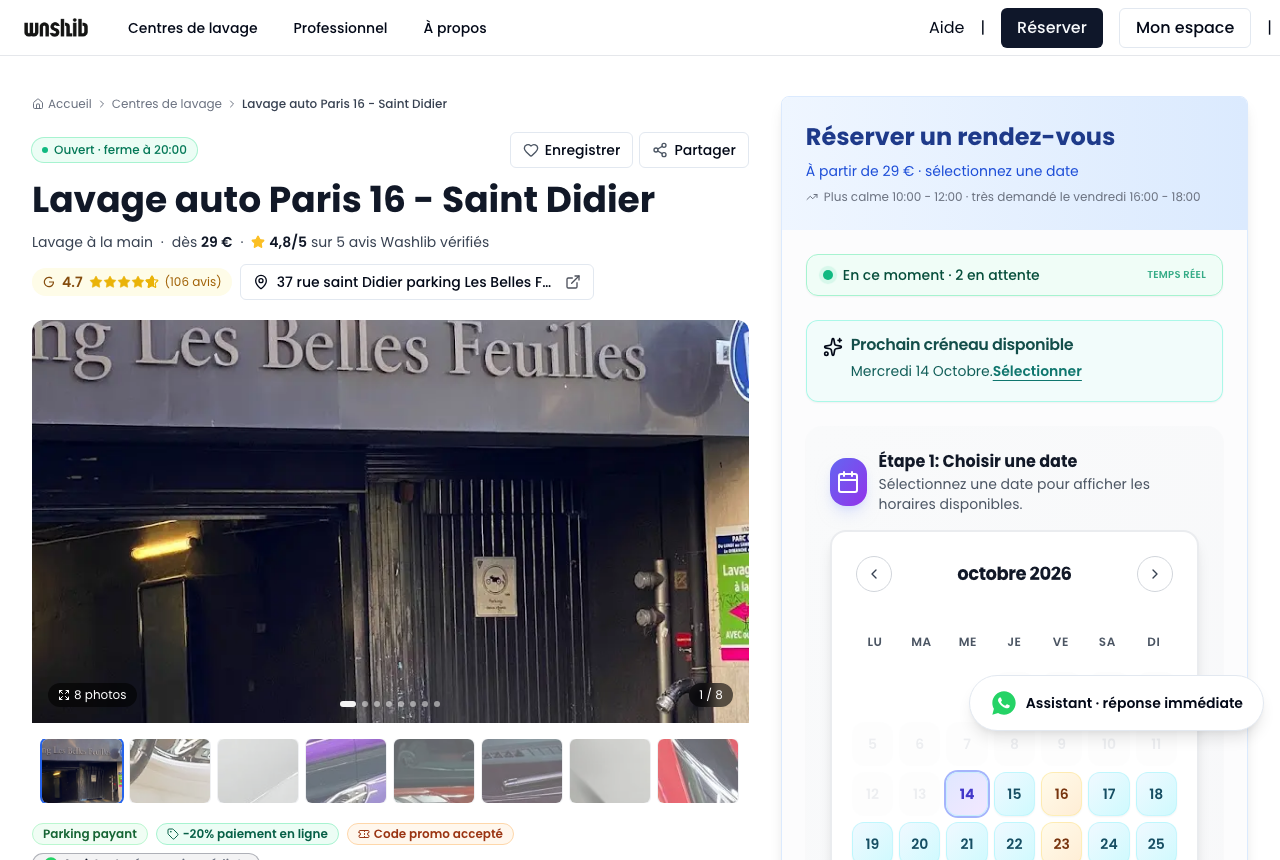 washlib
Centres de lavage
Professionnel
À propos
Aide
|
Réserver
Mon espace
|
Accueil > Centres de lavage > Lavage auto Paris 16 - Saint Didier
Ouvert · ferme à 20:00
Enregistrer
Partager
Lavage auto Paris 16 - Saint Didier
Lavage à la main · dès 29 € · 4,8/5 sur 5 avis Washlib vérifiés
G 4.7 (106 avis)
37 rue saint Didier parking Les Belles F...
ng Les Belles Feuilles
8 photos
1 / 8
Parking payant
-20% paiement en ligne
Code promo accepté
Réserver un rendez-vous
À partir de 29 € · sélectionnez une date
Plus calme 10:00 - 12:00 · très demandé le vendredi 16:00 - 18:00
En ce moment · 2 en attente
TEMPS RÉEL
Prochain créneau disponible
Mercredi 14 Octobre.Sélectionner
Étape 1: Choisir une date
Sélectionnez une date pour afficher les
horaires disponibles.
octobre 2026
LU MA ME JE VE SA DI
Assistant · réponse immédiate
5 6 7 8 9 10 11
12 13 14 15 16 17 18
19 20 21 22 23 24 25